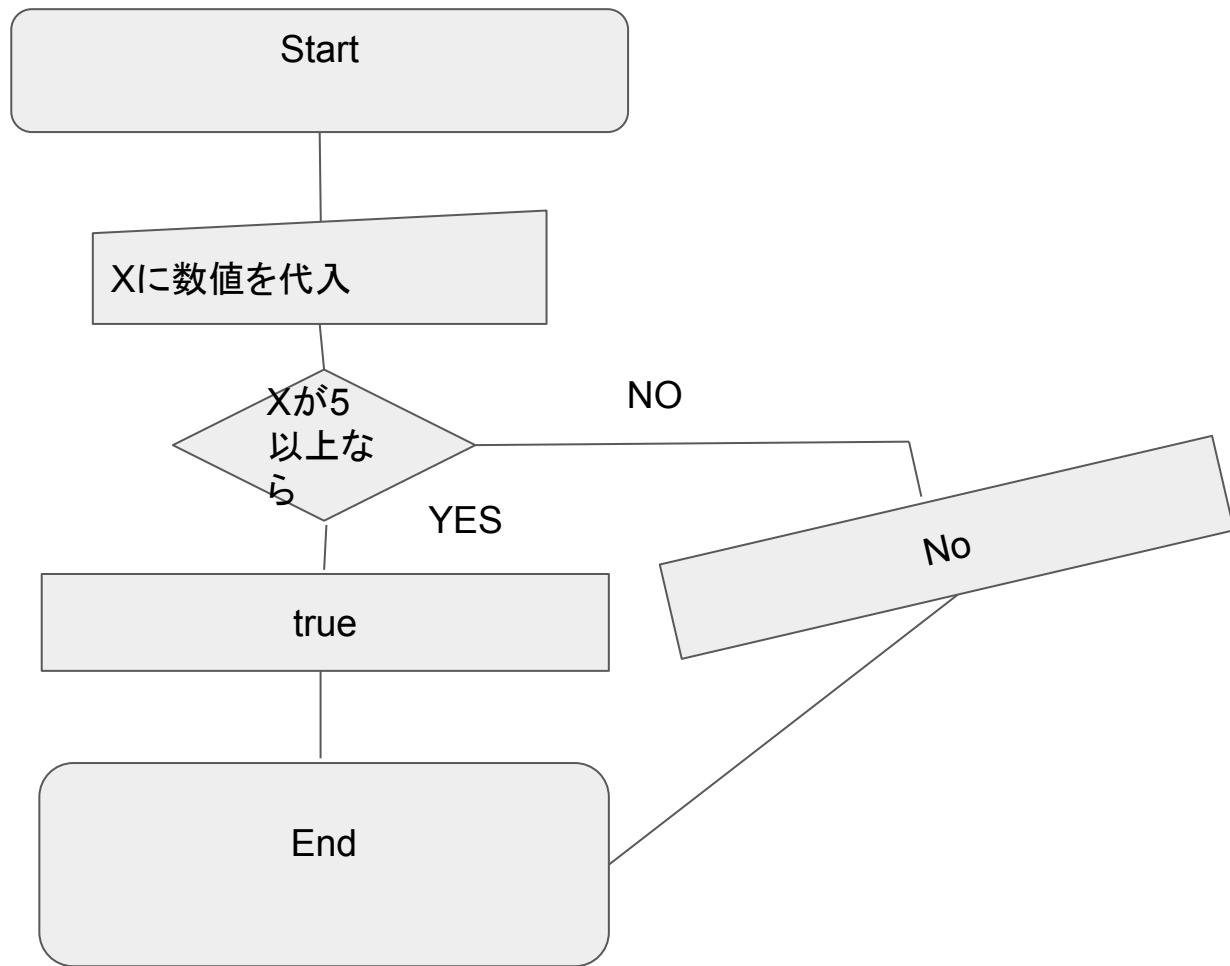 Start
Xに数値を代入
Xが5
以上な
ら
NO
YES
No
true
End